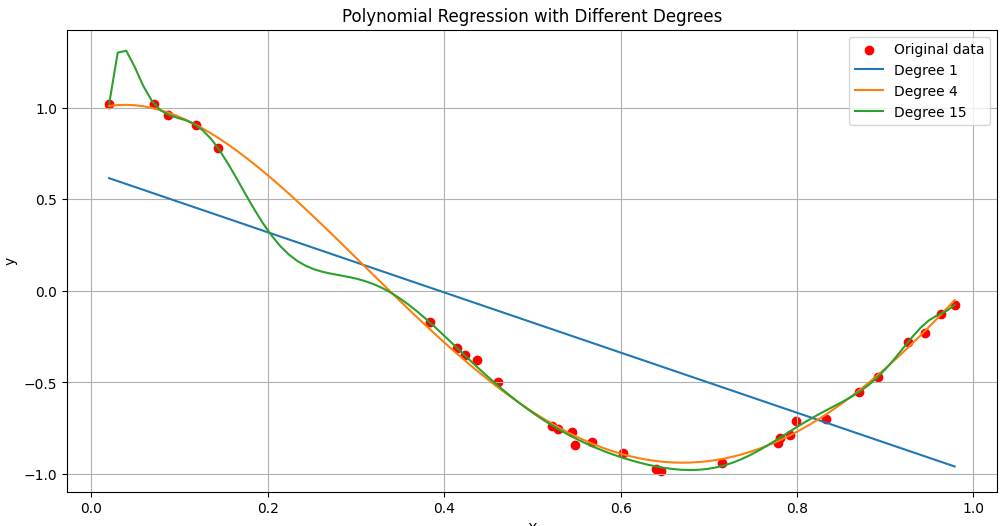 Polynomial Regression with Different Degrees
Original data
Degree 1
Degree 4
Degree 15
1.0
0.5
0.0
−0.5
−1.0
y
0.0 0.2 0.4 0.6 0.8 1.0